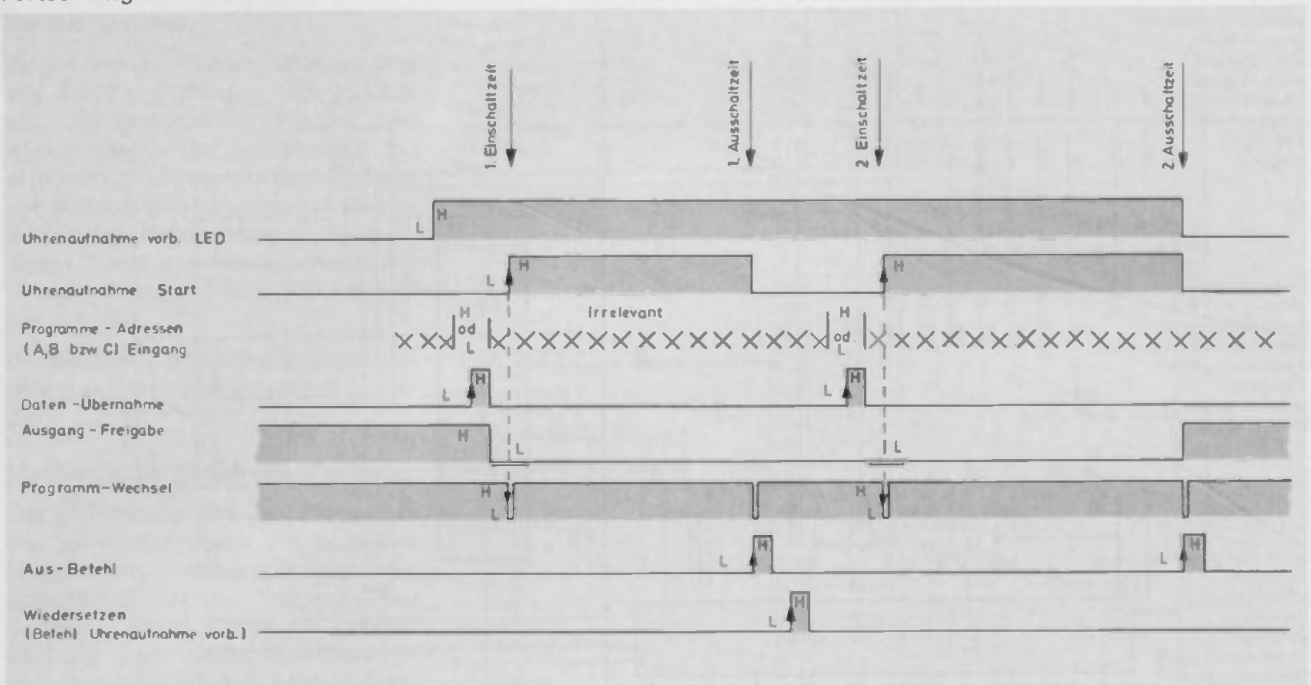 1. Einschaltzeit
1. Ausschaltzeit
2. Einschaltzeit
2. Ausschaltzeit
Uhrenaufnahme vorb. LED
L H
Uhrenaufnahme Start
L H H
Programme - Adressen
(A,B bzw C) Eingang
H od L
Irrelevant
H od L
Daten - Übernahme
L H L H
Ausgang - Freigabe
H L L
Programm - Wechsel
H L H L
Aus - Befehl
L H L H
Wiedersetzen
(Befehl Uhrenaufnahme vorb.)
L H